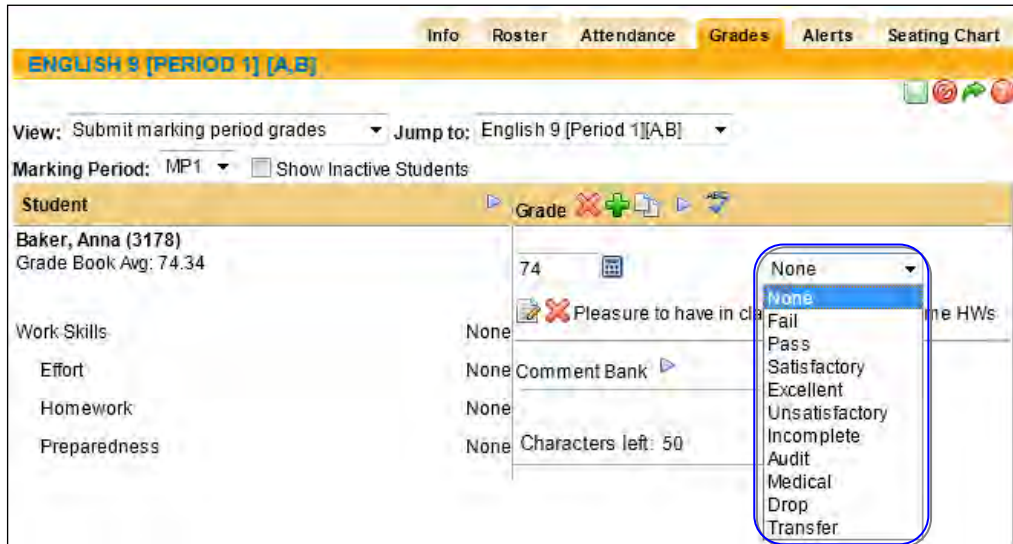 Info Roster Attendance Grades Alerts Seating Chart
ENGLISH 9 [PERIOD 1] [A,B]
View: Submit marking period grades Jump to: English 9 [Period 1][A,B]
Marking Period: MP1 Show Inactive Students
Student Grade
Baker, Anna (3178)
Grade Book Avg: 74.34
74 None
None
Pleasure to have in cla me HWs
Fail
Work Skills None
Pass
Satisfactory
Effort None Comment Bank
Excellent
Homework None
Unsatisfactory
Incomplete
Preparedness None Characters left: 50
Audit
Medical
Drop
Transfer